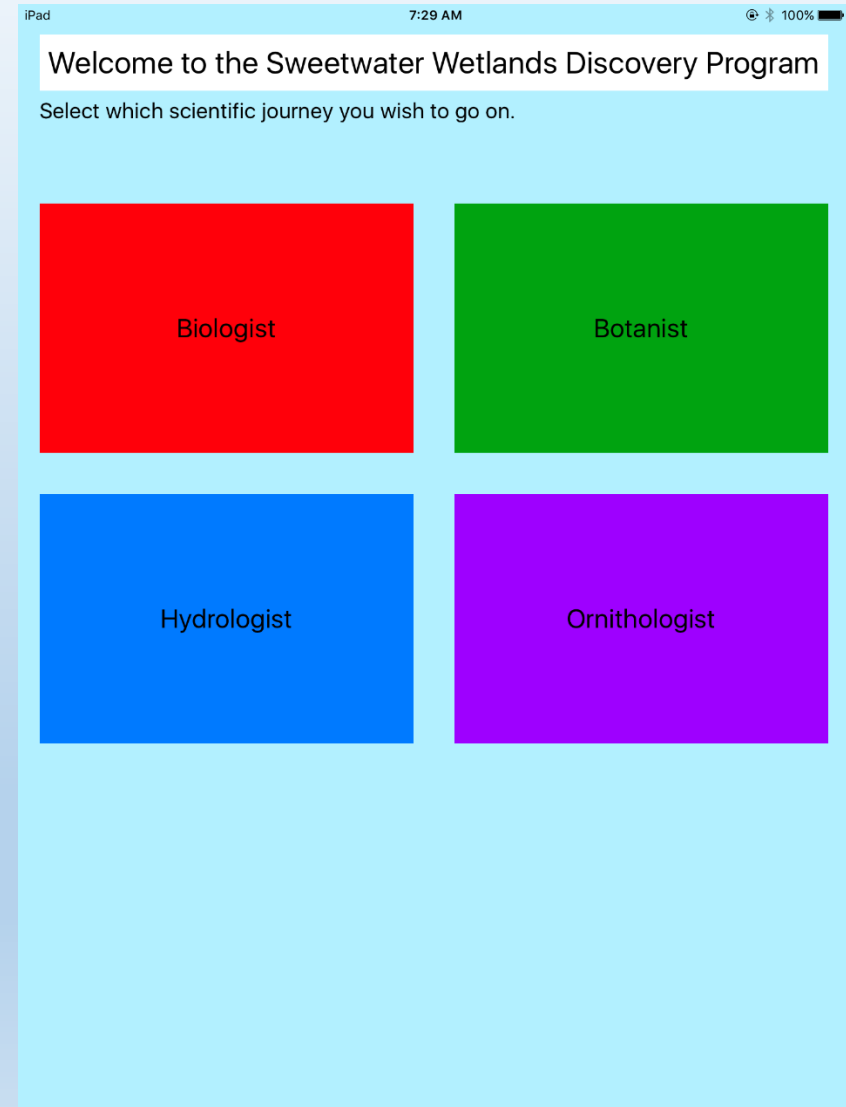 iPad 7:29 AM 100%
Welcome to the Sweetwater Wetlands Discovery Program
Select which scientific journey you wish to go on.
Biologist
Botanist
Hydrologist
Ornithologist